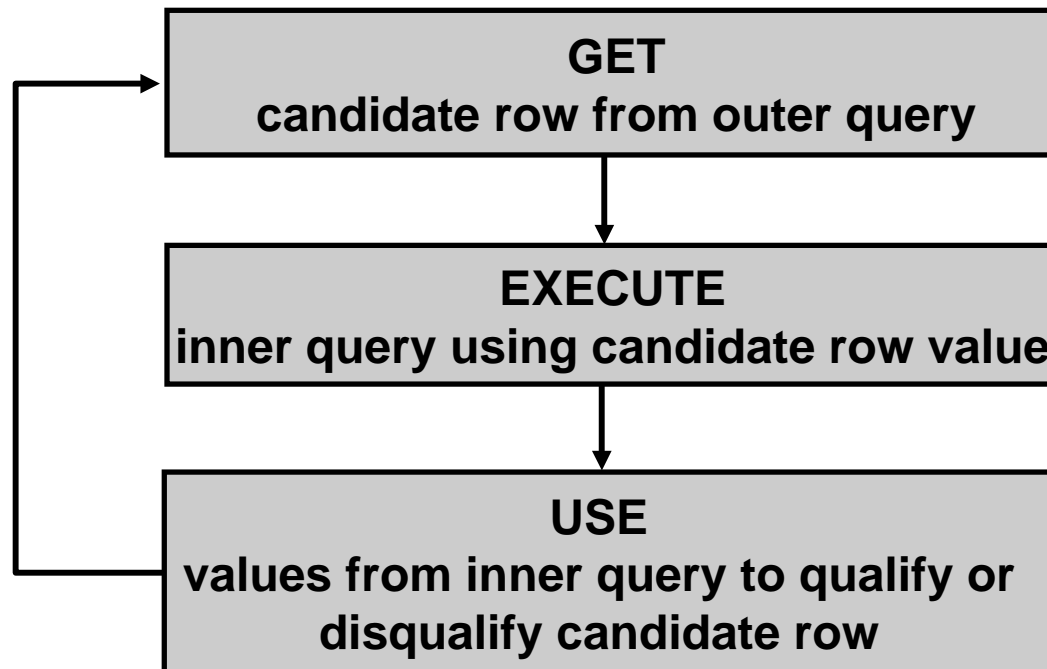 GET
candidate row from outer query
EXECUTE
inner query using candidate row value
USE
values from inner query to qualify or
disqualify candidate row